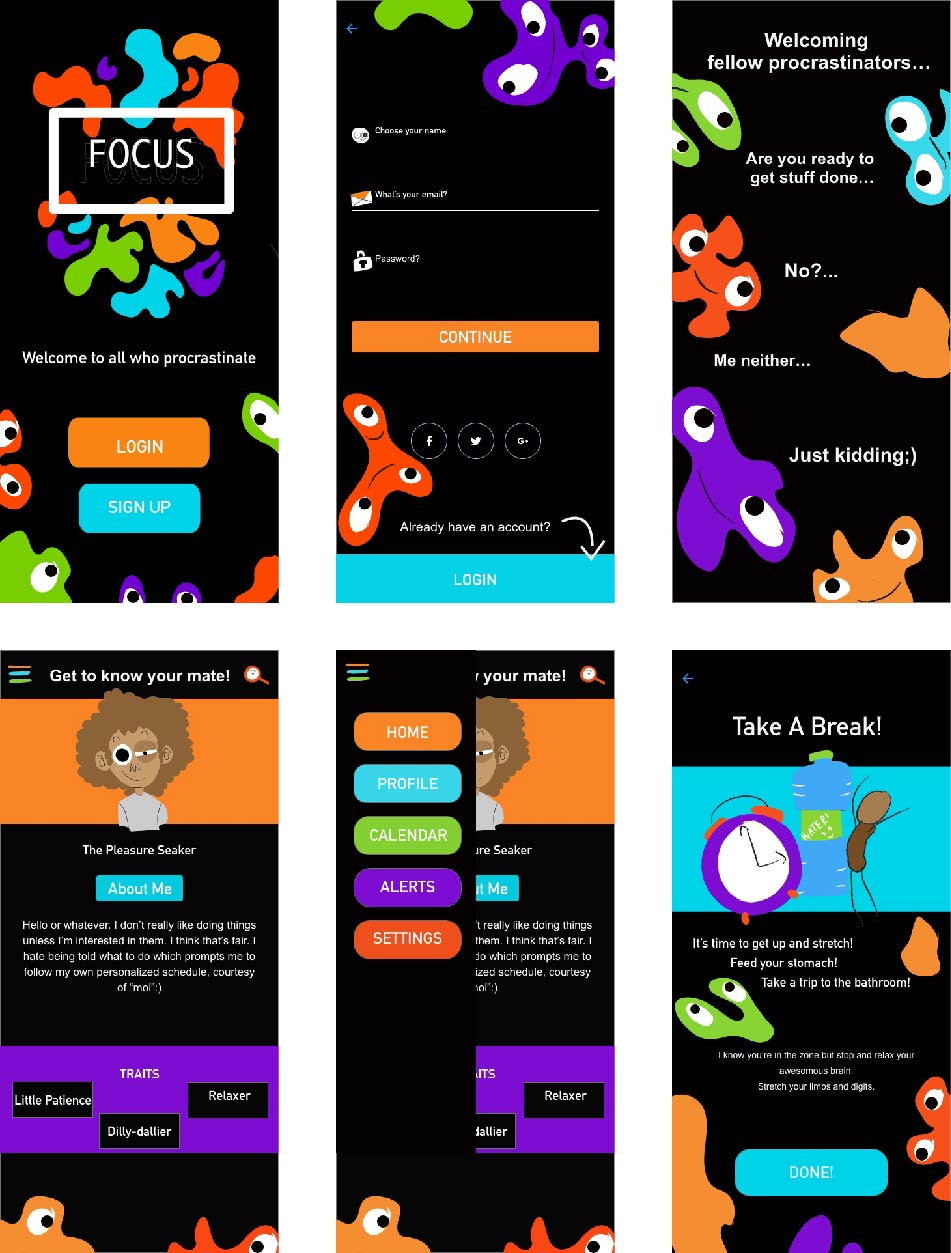 FOCUS
Welcome to all who procrastinate
LOGIN
SIGN UP
Choose your name
What's your email?
Password?
CONTINUE
f
G+
Already have an account?
LOGIN
Welcoming
fellow procrastinators...
Are you ready to
get stuff done...
No?...
Me neither...
Just kidding;)
Get to know your mate!
The Pleasure Seaker
About Me
Hello or whatever. I don't really like doing things
unless I'm interested in them. I think that's fair. I
hate being told what to do which prompts me to
follow my own personalized schedule, courtesy
of "moi":)
TRAITS
Little Patience
Relaxer
Dilly-dallier
y your mate!
HOME
PROFILE
CALENDAR
ALERTS
SETTINGS
ure Seaker
ut Me
't really like doing things
them. I think that's fair. I
do which prompts me to
ized schedule, courtesy
noi":)
AITS
Relaxer
dallier
Take A Break!
WATER!
It's time to get up and stretch!
Feed your stomach!
Take a trip to the bathroom!
I know you're in the zone but stop and relax your
awesomous brain.
Stretch your limbs and digits.
DONE!